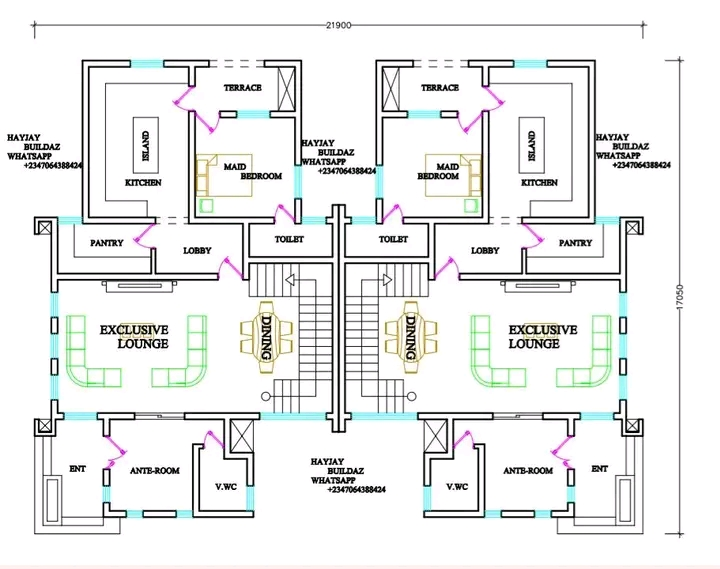 21900
TERRACE
TERRACE
HAYJAY
BUILDAZ
WHATSAPP
+2347064388424
ISLAND
KITCHEN
MAID
BEDROOM
HAYJAY
BUILDAZ
WHATSAPP
+2347064388424
MAID
BEDROOM
ISLAND
KITCHEN
HAYJAY
BUILDAZ
WHATSAPP
+2347064388424
PANTRY
LOBBY
TOILET
TOILET
LOBBY
PANTRY
17050
EXCLUSIVE
LOUNGE
DINING
DINING
EXCLUSIVE
LOUNGE
ENT
ANTE-ROOM
V.WC
HAYJAY
BUILDAZ
WHATSAPP
+2347064388424
V.WC
ANTE-ROOM
ENT